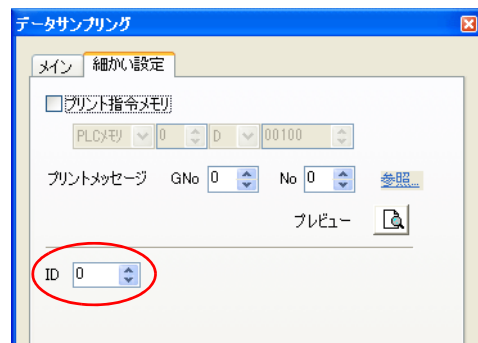 データサンプリング
メイン 細かい設定
プリント指令メモリ
PLCメモリ 0 D 00100
プリントメッセージ GNo 0 No 0 参照...
プレビュー
ID 0